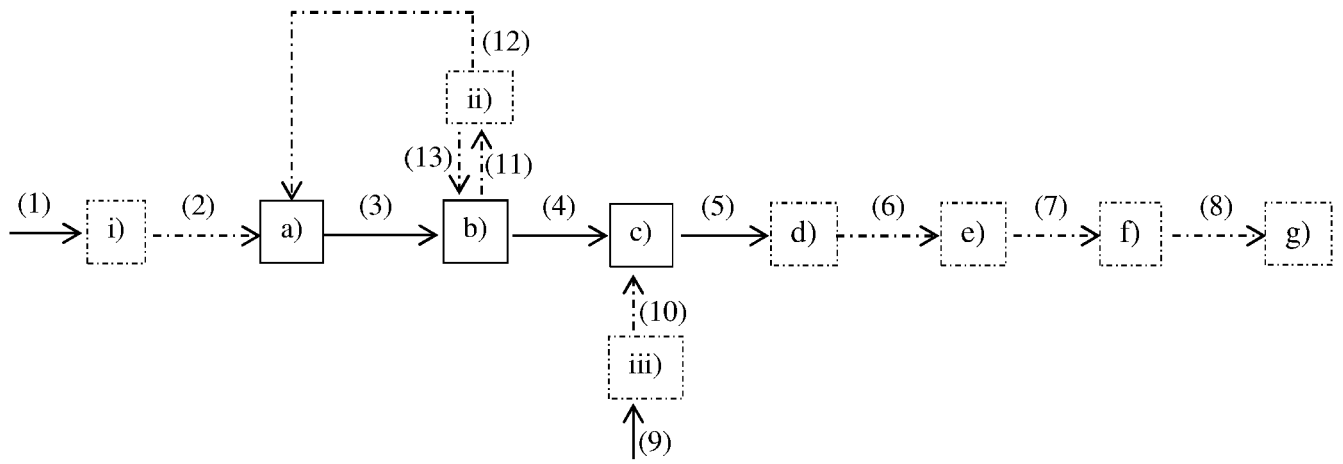 (12)
ii)
(13) (11)
(1) (2) (3) (4) (5) (6) (7) (8)
i) a) b) c) d) e) f) g)
(10)
iii)
(9)